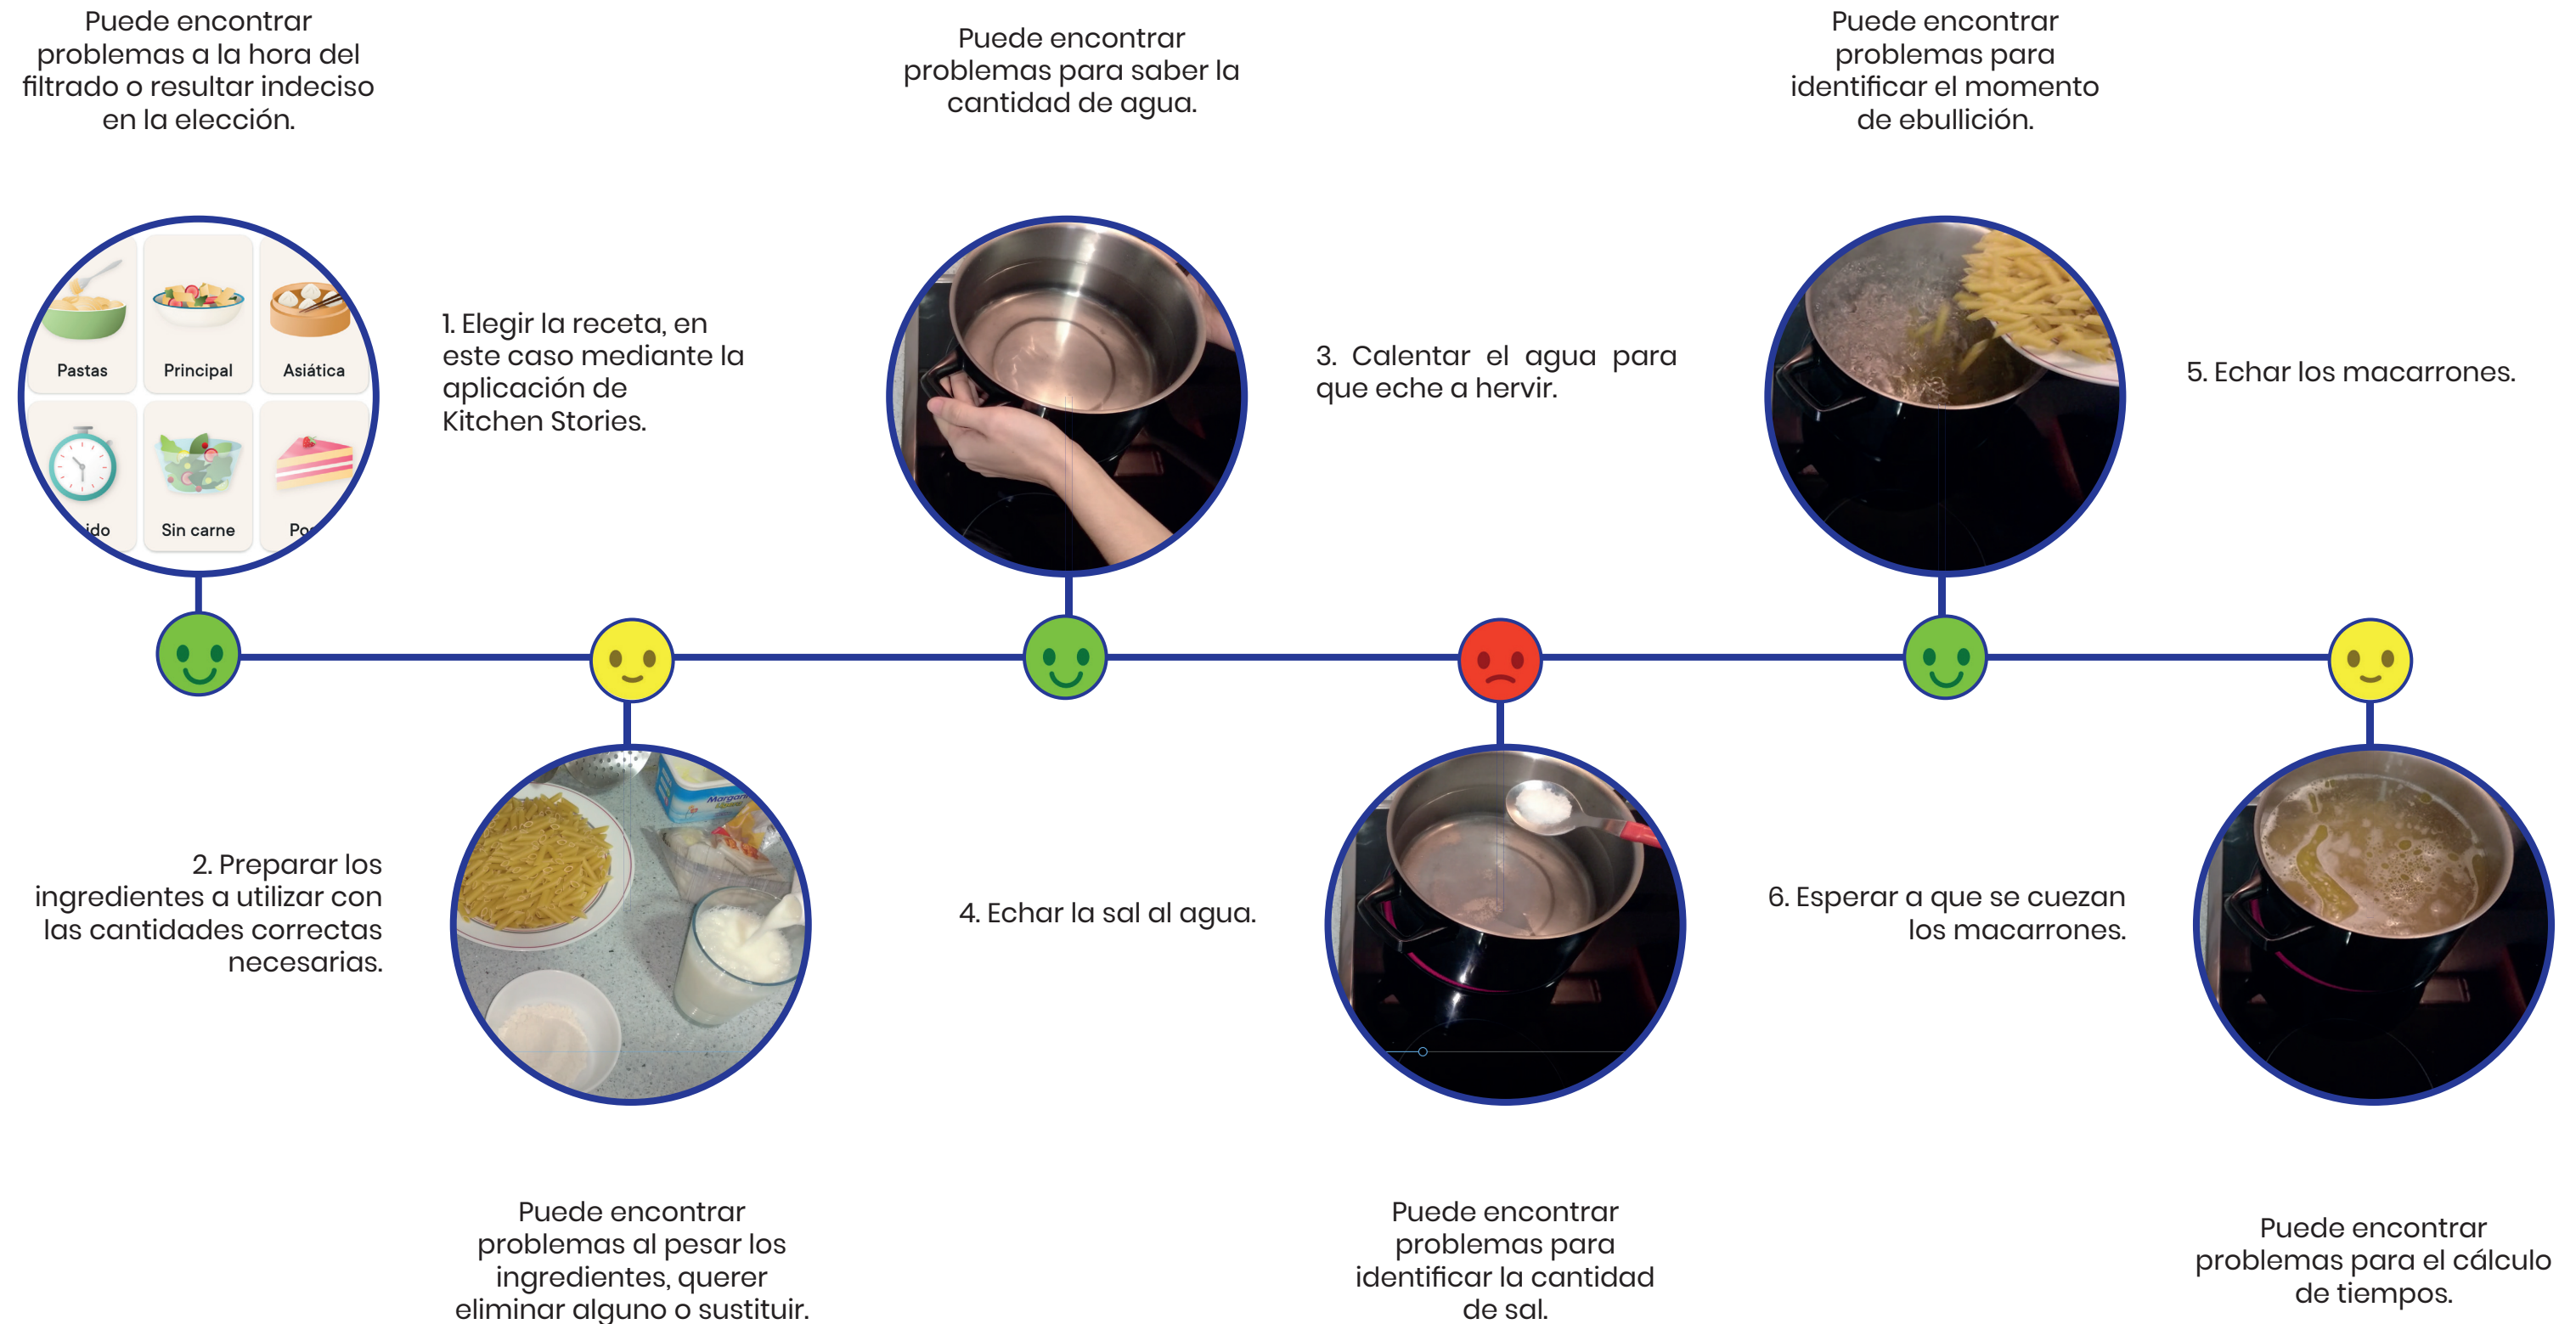 Puede encontrar
problemas a la hora del
filtrado o resultar indeciso
en la elección.
Pastas
Principal
Asiática
ido
Sin carne
Pos
1. Elegir la receta, en
este caso mediante la
aplicación de
Kitchen Stories.
2. Preparar los
ingredientes a utilizar con
las cantidades correctas
necesarias.
Margar
Puede encontrar
problemas al pesar los
ingredientes, querer
eliminar alguno o sustituir.
Puede encontrar
problemas para saber la
cantidad de agua.
3. Calentar el agua para
que eche a hervir.
4. Echar la sal al agua.
Puede encontrar
problemas para
identificar la cantidad
de sal.
Puede encontrar
problemas para
identificar el momento
de ebullición.
5. Echar los macarrones.
6. Esperar a que se cuezan
los macarrones.
Puede encontrar
problemas para el cálculo
de tiempos.